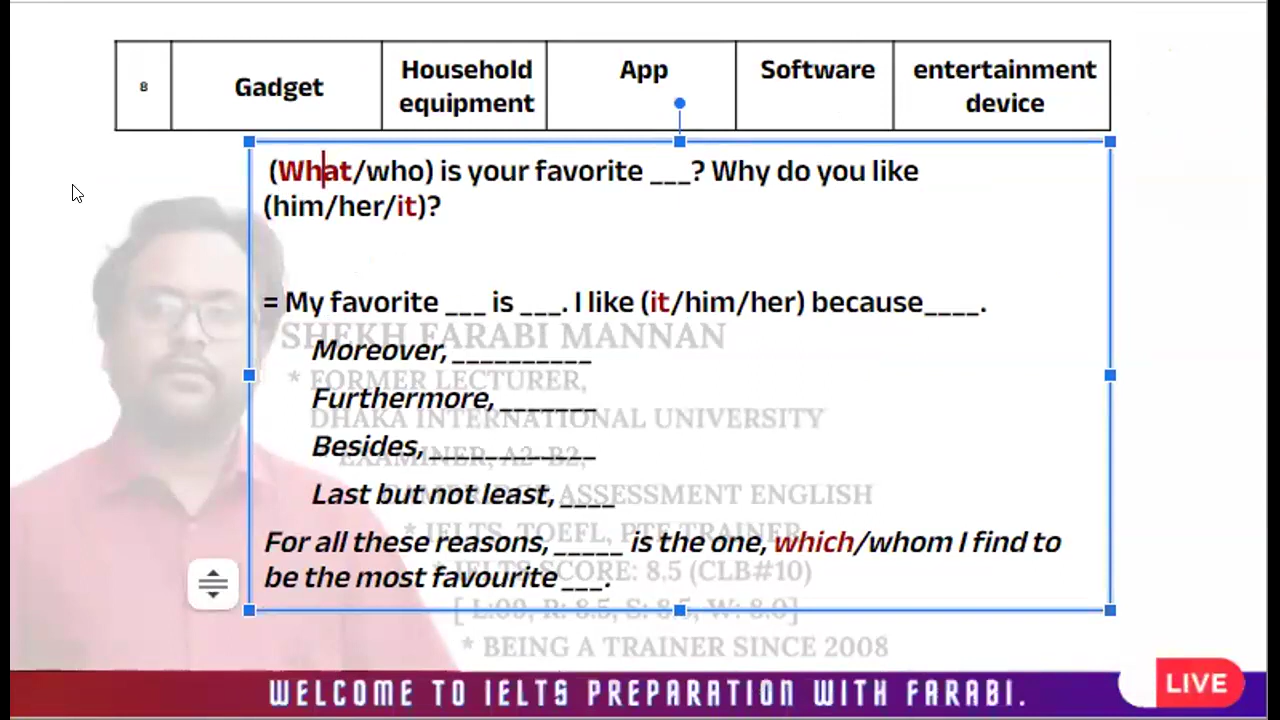 8 Gadget Household equipment App Software entertainment device
(What/who) is your favorite ___? Why do you like
(him/her/it)?
= My favorite ___ is ___. I like (it/him/her) because____.
SHEKH FARABI MANNAN
Moreover, __________
* FORMER LECTURER,
Furthermore, _______
DHAKA INTERNATIONAL UNIVERSITY
Besides, ____________
EXAMINER, A2-B2,
Last but not least, ____
ASSESSMENT ENGLISH
* IELTS, TOEFL, PTE TRAINER
For all these reasons, _____ is the one, which/whom I find to
* IELTS SCORE: 8.5 (CLB#10)
be the most favourite ___.
R: 8.5, S: 8.5, W: 8.0]
* BEING A TRAINER SINCE 2008
WELCOME TO IELTS PREPARATION WITH FARABI.
LIVE